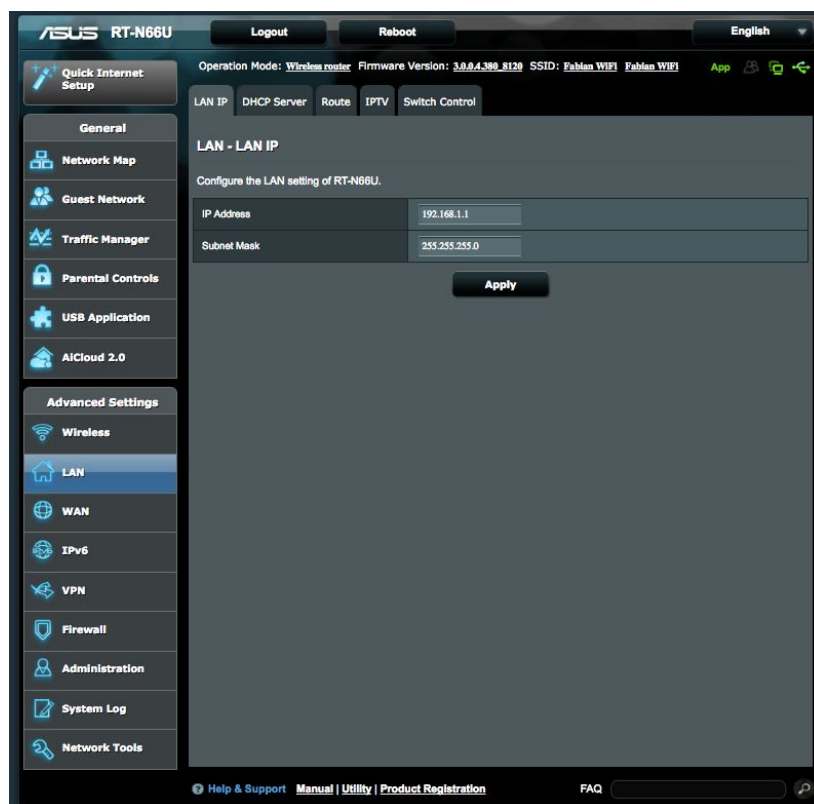 ASUS RT-N66U
Logout
Reboot
English
Quick Internet Setup
Operation Mode: Wireless router Firmware Version: 3.0.0.4.380_8120 SSID: Fabian WIFI Fabian WIFI
App
LAN IP
DHCP Server
Route
IPTV
Switch Control
General
Network Map
Guest Network
Traffic Manager
Parental Controls
USB Application
AiCloud 2.0
Advanced Settings
Wireless
LAN
WAN
IPv6
VPN
Firewall
Administration
System Log
Network Tools
LAN - LAN IP
Configure the LAN setting of RT-N66U.
IP Address 192.168.1.1
Subnet Mask 255.255.255.0
Apply
Help & Support Manual | Utility | Product Registration FAQ